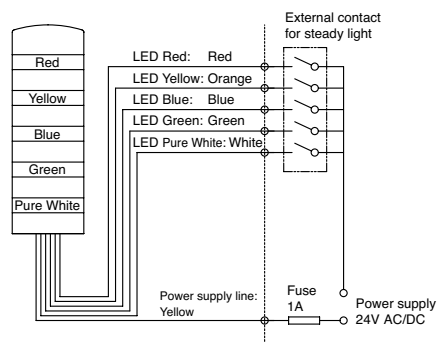 External contact
for steady light
LED Red: Red
LED Yellow: Orange
LED Blue: Blue
LED Green: Green
LED Pure White: White
Red
Yellow
Blue
Green
Pure White
Power supply line:
Yellow
Fuse
1A
Power supply
24V AC/DC